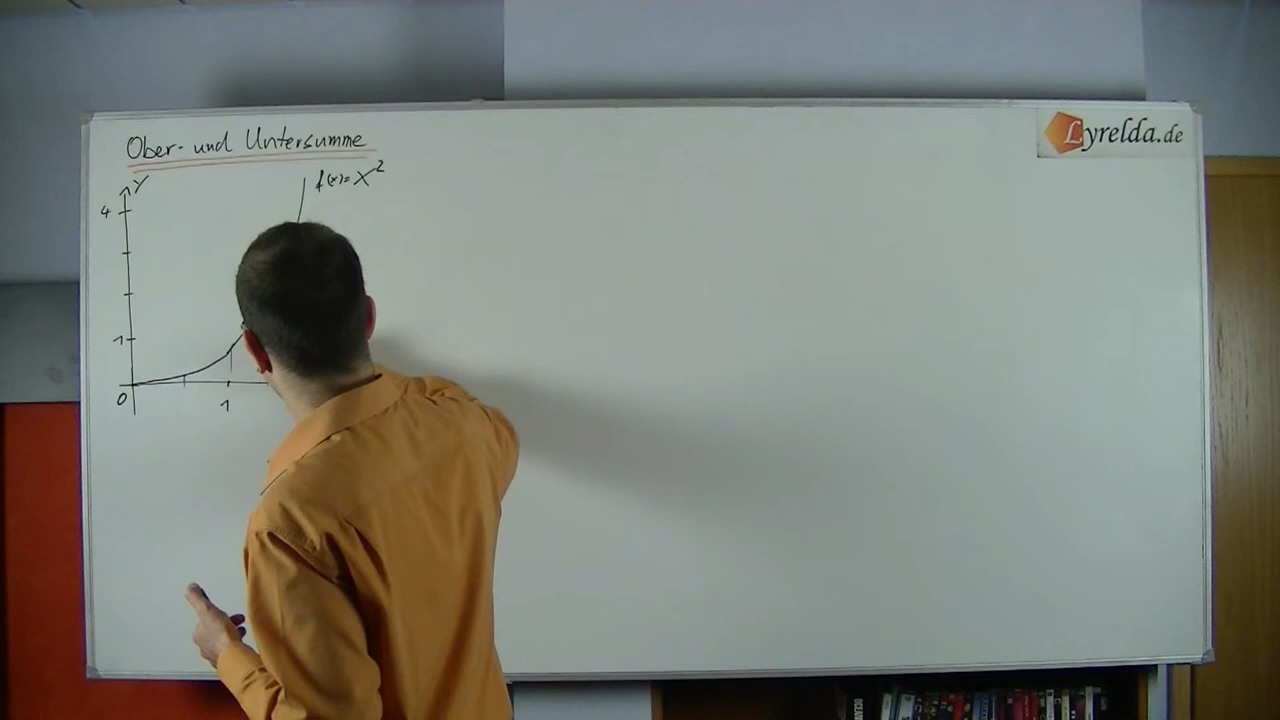 Ober- und Untersumme
Lyrelda.de
y
f(x)=x²
4
1
0
1